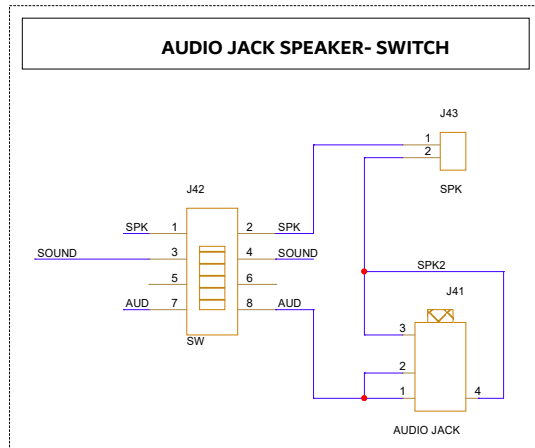 AUDIO JACK SPEAKER- SWITCH
J43
1
2
SPK
J42
SPK 1 2 SPK
SOUND 3 4 SOUND
5 6
AUD 7 8 AUD
SW
SPK2
J41
3
2
1 4
AUDIO JACK